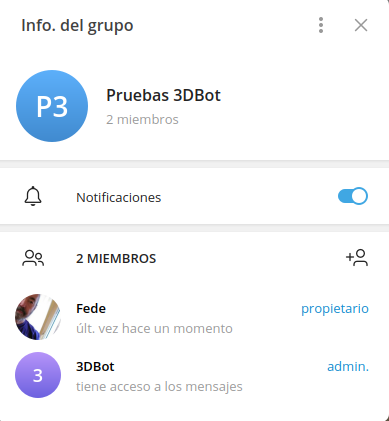 Info. del grupo
P3
Pruebas 3DBot
2 miembros
Notificaciones
2 MIEMBROS
Fede
propietario
últ. vez hace un momento
3
3DBot
admin.
tiene acceso a los mensajes